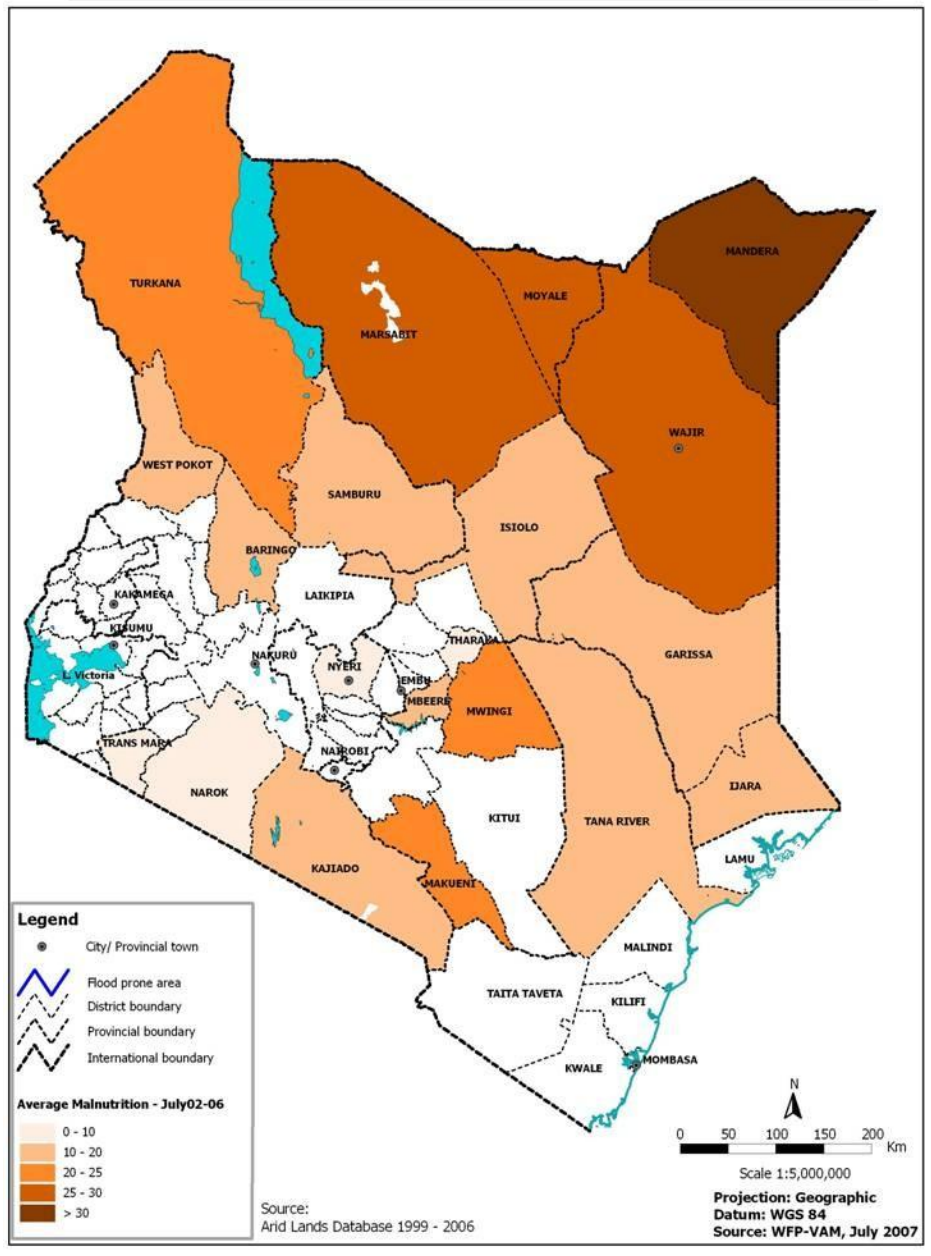 MANDERA
TURKANA
MOYALE
MARSABIT
WAJIR
WEST POKOT
SAMBURU
ISIOLO
BARINGO
KAKAMEGA
LAIKIPIA
KISUMU
THARAKA
NAKURU
NYERI
GARISSA
L. Victoria
EMBU
MBEERE
MWINGI
TRANS MARA
NAIROBI
NAROK
IJARA
KITUI
TANA RIVER
LAMU
KAJIADO
MAKUENI
MALINDI
TAITA TAVETA
KILIFI
KWALE
MOMBASA
Legend
City/ Provincial town
Flood prone area
District boundary
Provincial boundary
International boundary
Average Malnutrition - July02-06
0 - 10
10 - 20
20 - 25
25 - 30
> 30
Source:
Arid Lands Database 1999 - 2006
N
0 50 100 150 200
Km
Scale 1:5,000,000
Projection: Geographic
Datum: WGS 84
Source: WFP-VAM, July 2007